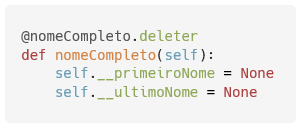 @nomeCompleto.deleter
def nomeCompleto(self):
    self.__primeiroNome = None
    self.__ultimoNome = None